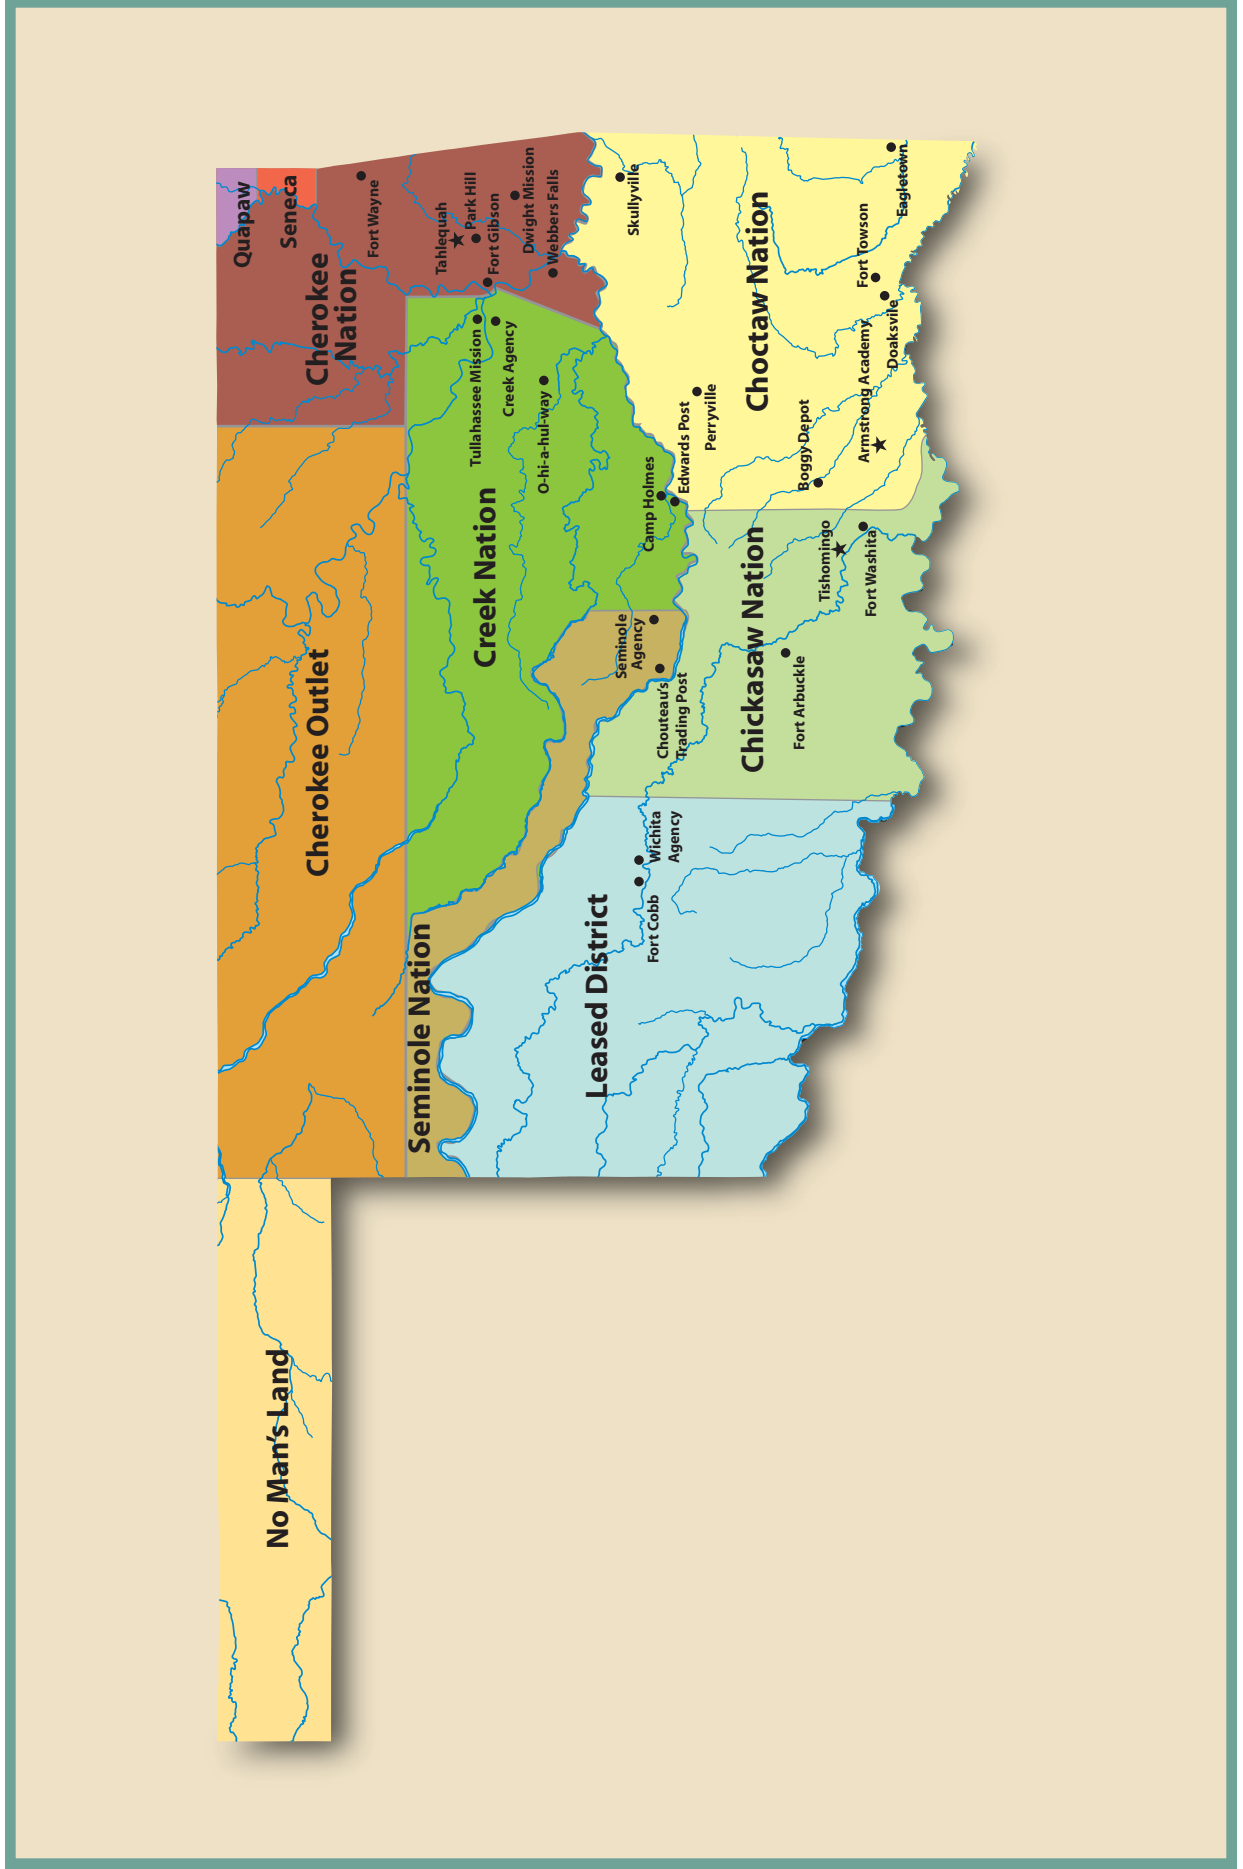 No Man's Land
Cherokee Outlet
Cherokee
Nation
Quapaw
Seneca
Fort Wayne
Tahlequah
Park Hill
Fort Gibson
Dwight Mission
Webbers Falls
Seminole Nation
Creek Nation
Tullahassee Mission
Creek Agency
O-hi-a-hul-way
Camp Holmes
Edwards Post
Seminole
Agency
Chouteau's
Trading Post
Leased District
Wichita
Agency
Fort Cobb
Chickasaw Nation
Fort Arbuckle
Tishomingo
Fort Washita
Choctaw Nation
Skullyville
Perryville
Boggy Depot
Armstrong Academy
Doaksville
Fort Towson
Eagletown